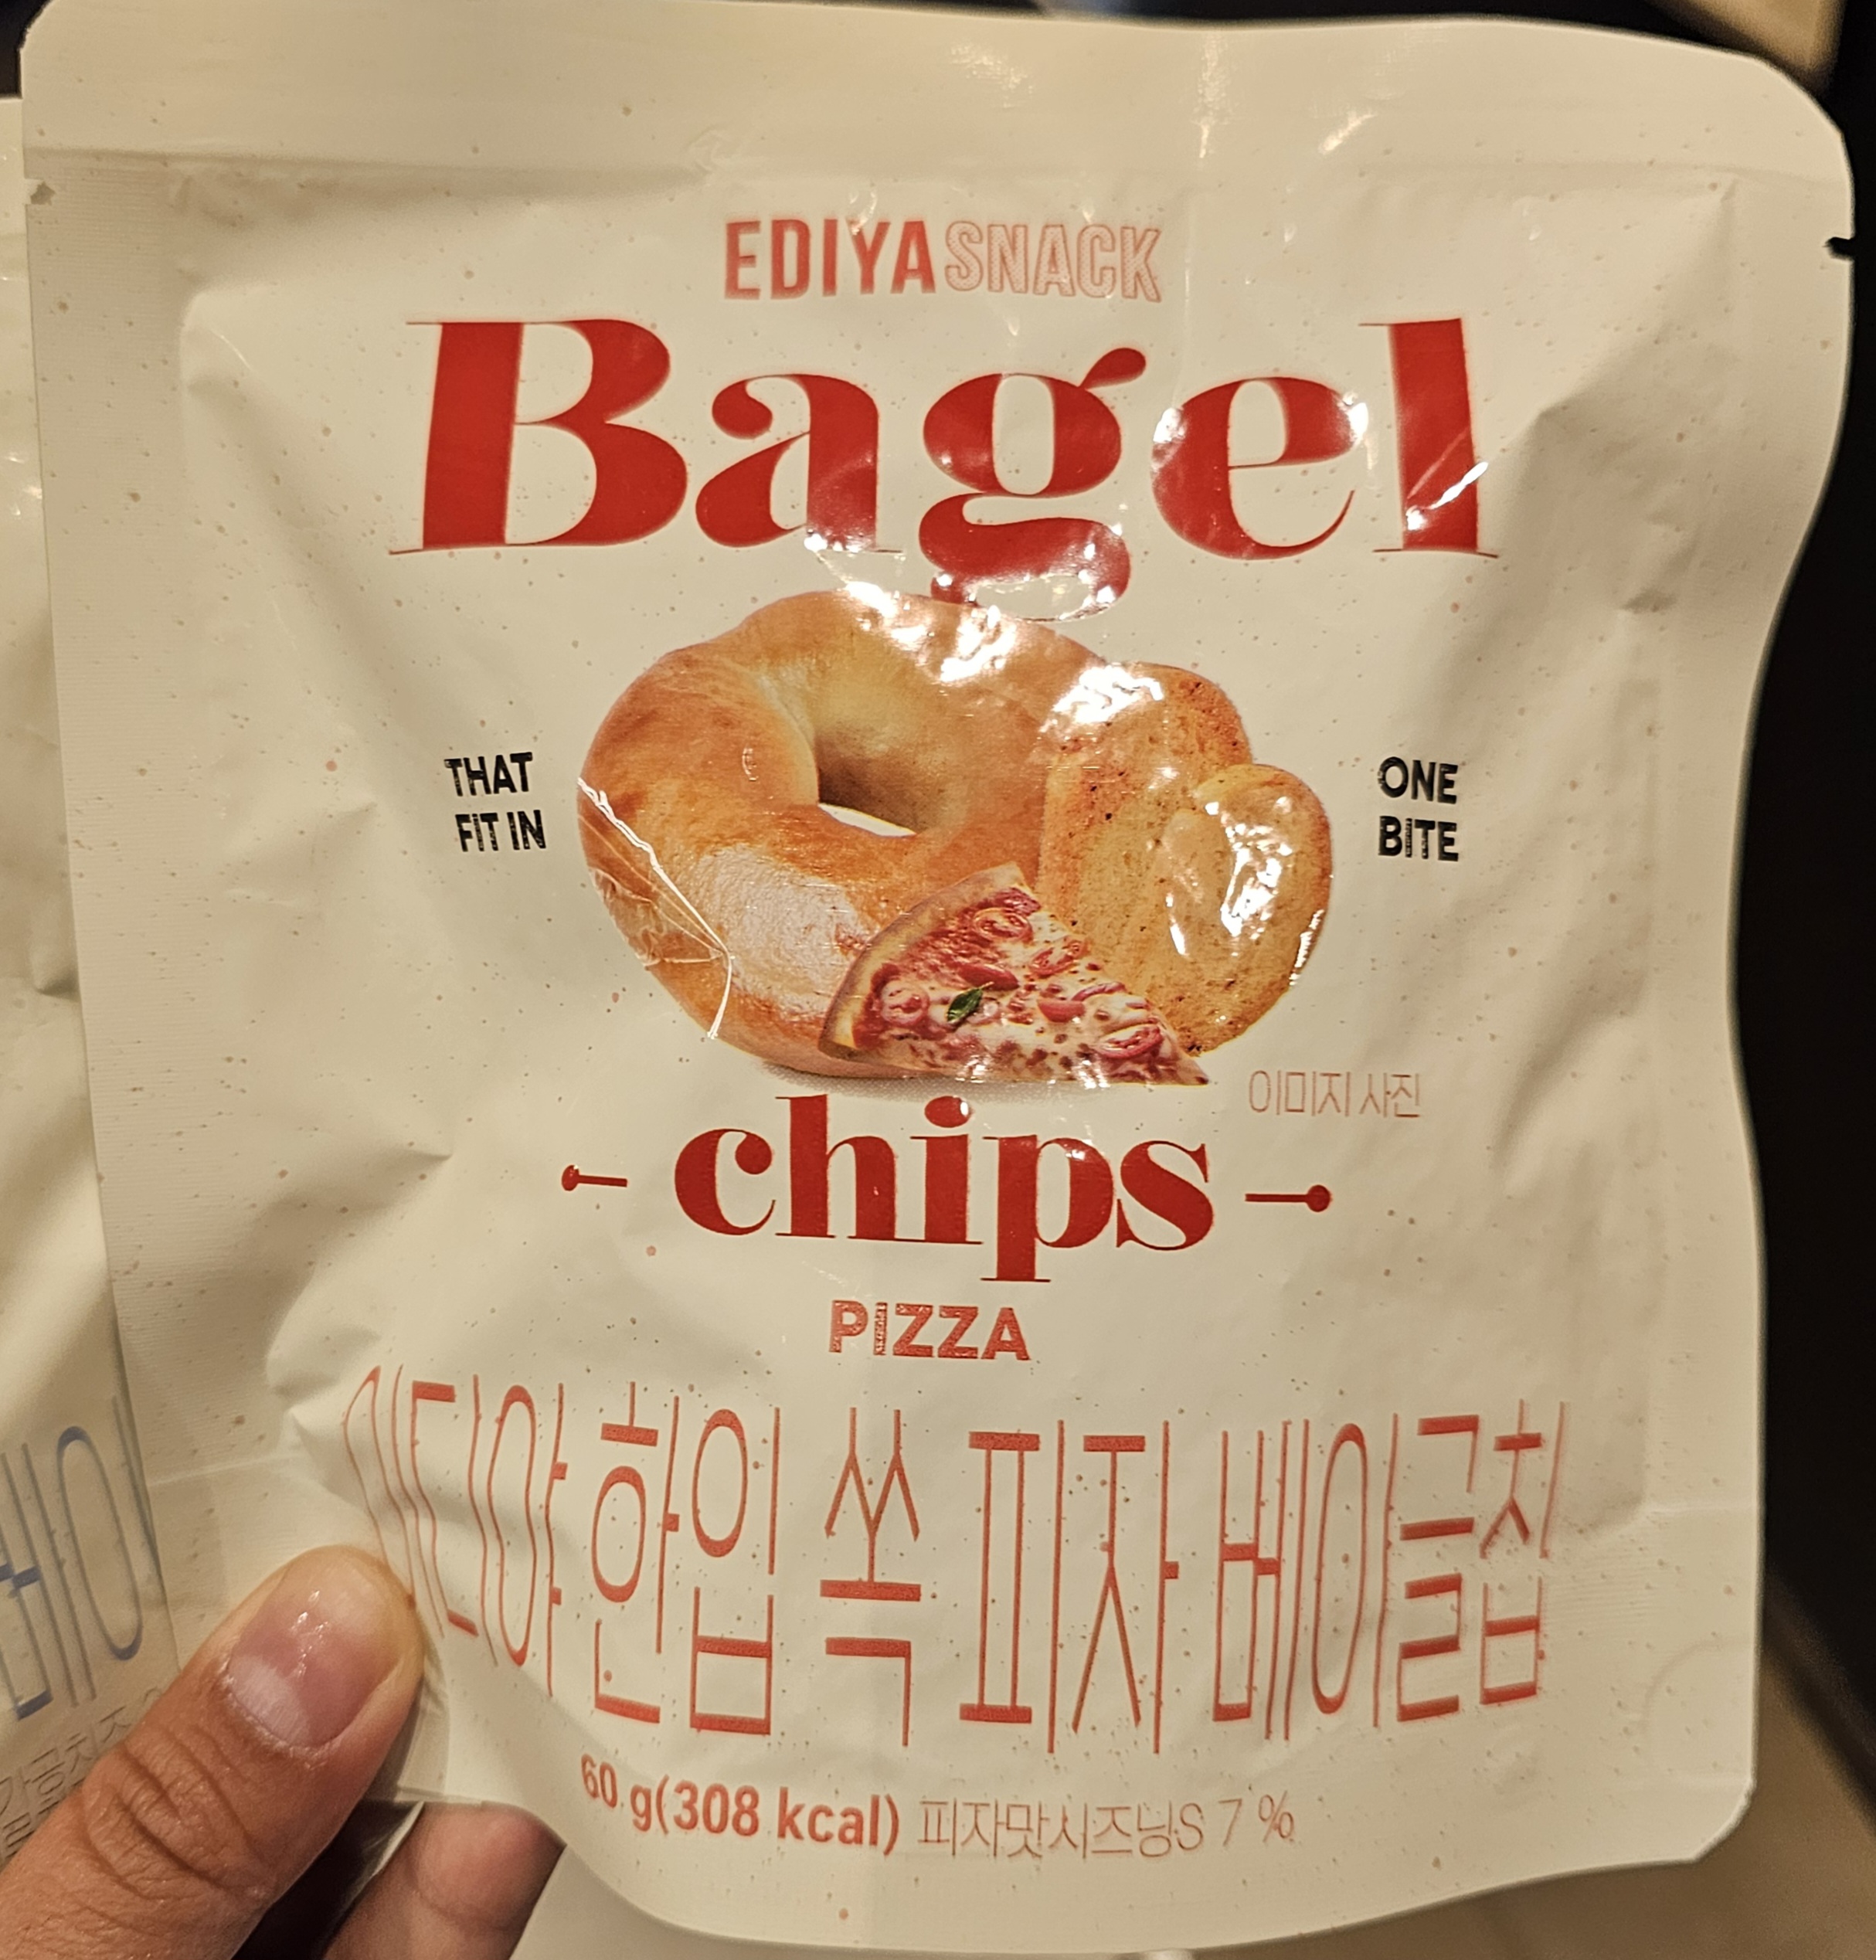 EDIYA SNACK
Bagel
THAT
FIT IN
ONE
BITE
이미지 사진
chips
PIZZA
이디야 한입 쏙 피자 베이글칩
60 g(308 kcal) 피자맛시즈닝S 7 %
베이